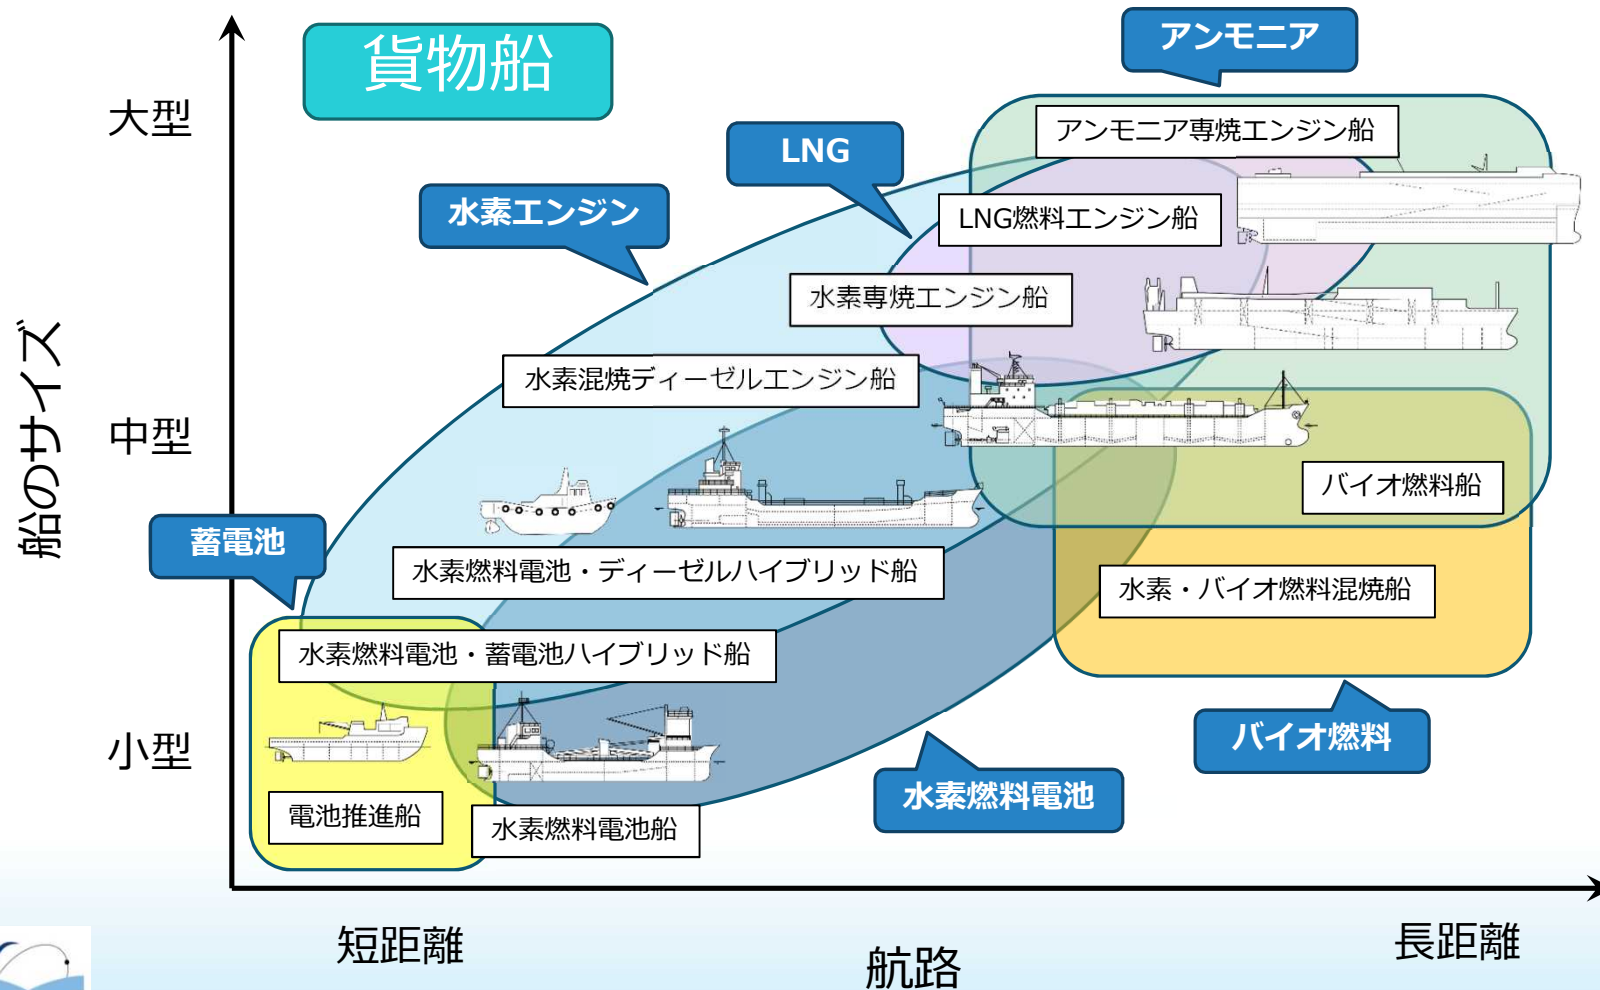 貨物船
アンモニア
大型
アンモニア専焼エンジン船
LNG
水素エンジン
LNG燃料エンジン船
水素専焼エンジン船
船のサイズ
水素混焼ディーゼルエンジン船
中型
バイオ燃料船
蓄電池
水素燃料電池・ディーゼルハイブリッド船
水素・バイオ燃料混焼船
水素燃料電池・蓄電池ハイブリッド船
バイオ燃料
小型
水素燃料電池
電池推進船
水素燃料電池船
短距離
航路
長距離